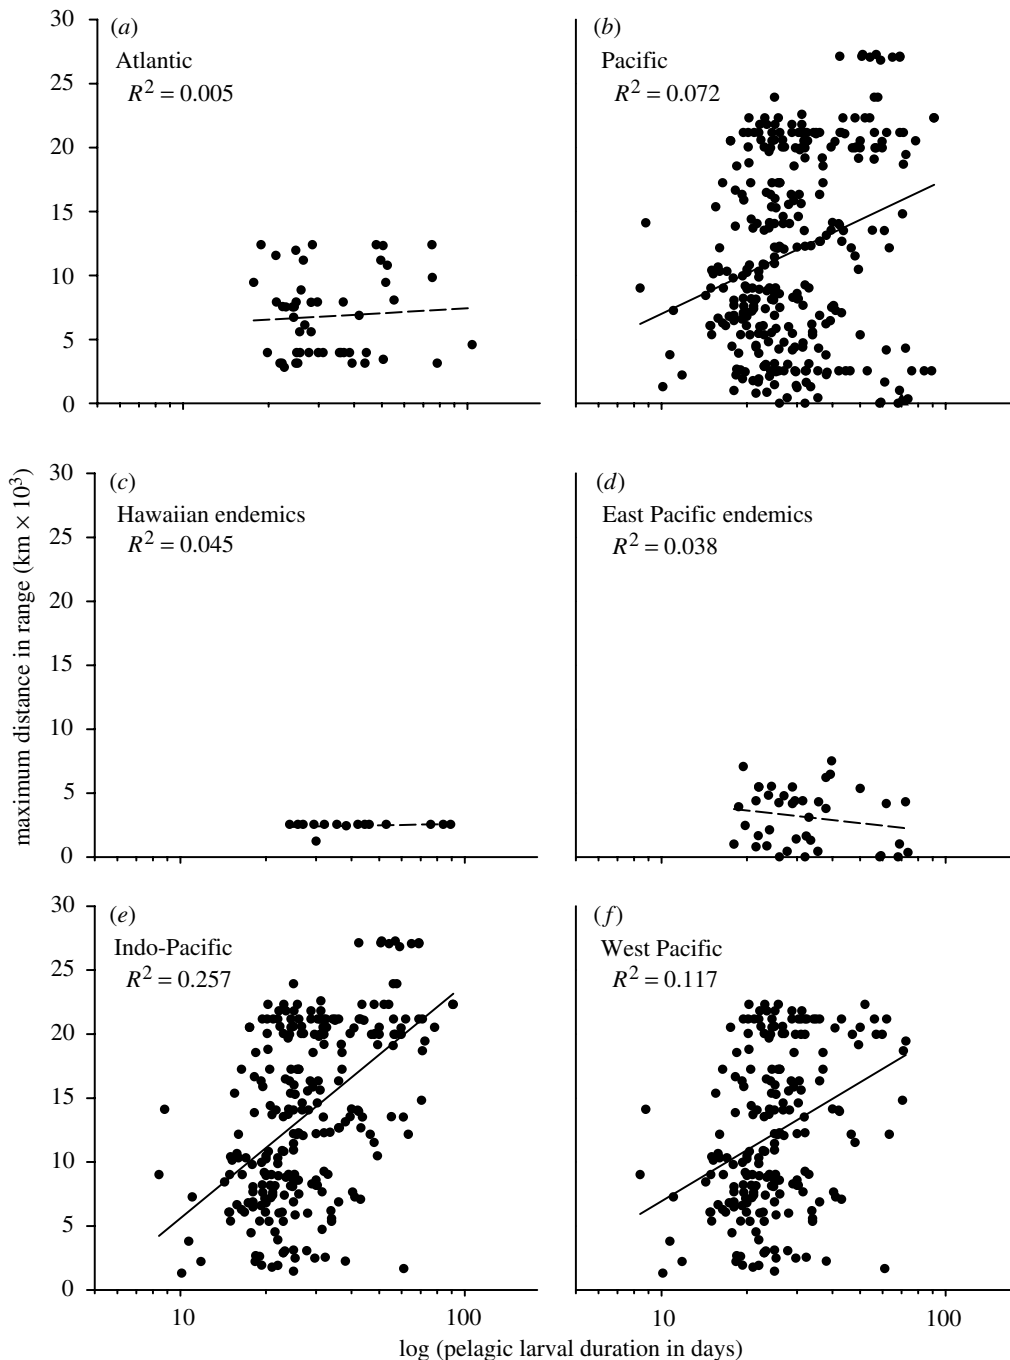 30
25
20
15
10
5
0
(a)
Atlantic
R² = 0.005
(b)
Pacific
R² = 0.072
maximum distance in range (km × 10³)
30
25
20
15
10
5
0
(c)
Hawaiian endemics
R² = 0.045
(d)
East Pacific endemics
R² = 0.038
30
25
20
15
10
5
0
(e)
Indo-Pacific
R² = 0.257
(f)
West Pacific
R² = 0.117
10 100 10 100
log (pelagic larval duration in days)